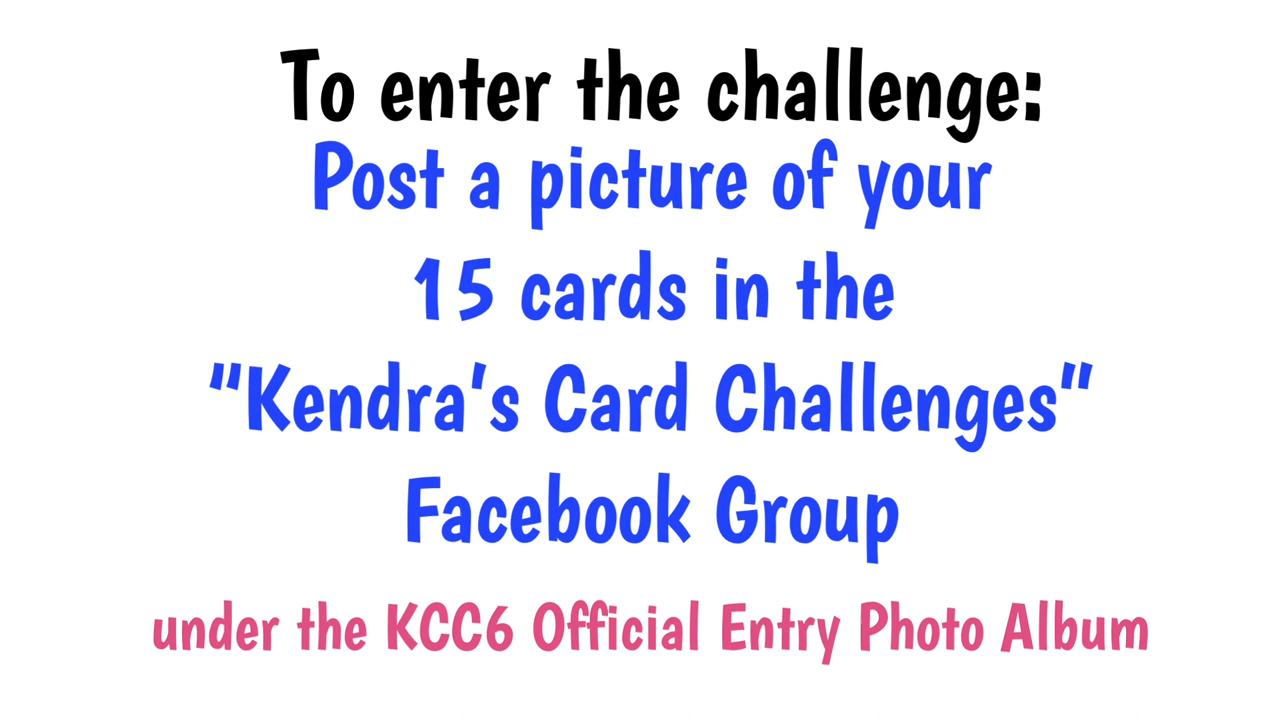 To enter the challenge:
Post a picture of your
15 cards in the
"Kendra's Card Challenges"
Facebook Group
under the KCC6 Official Entry Photo Album